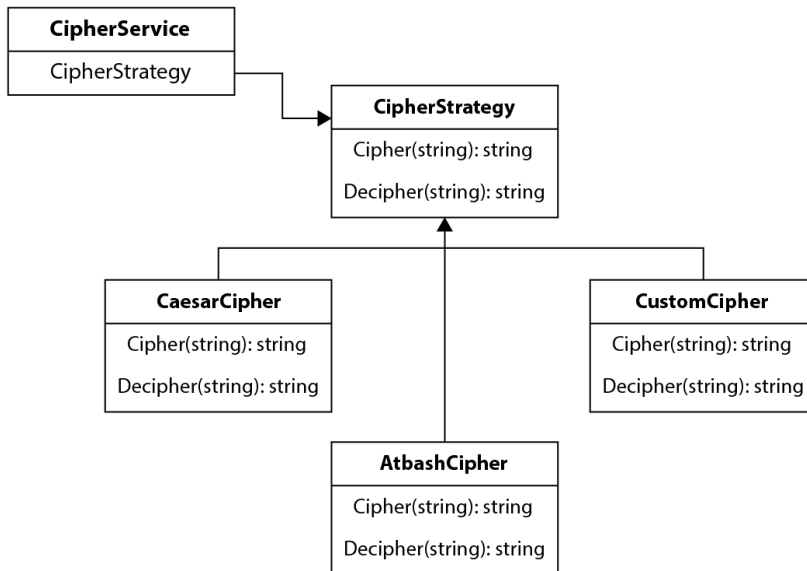 CipherService
CipherStrategy
CipherStrategy
Cipher(string): string
Decipher(string): string
CaesarCipher
Cipher(string): string
Decipher(string): string
CustomCipher
Cipher(string): string
Decipher(string): string
AtbashCipher
Cipher(string): string
Decipher(string): string